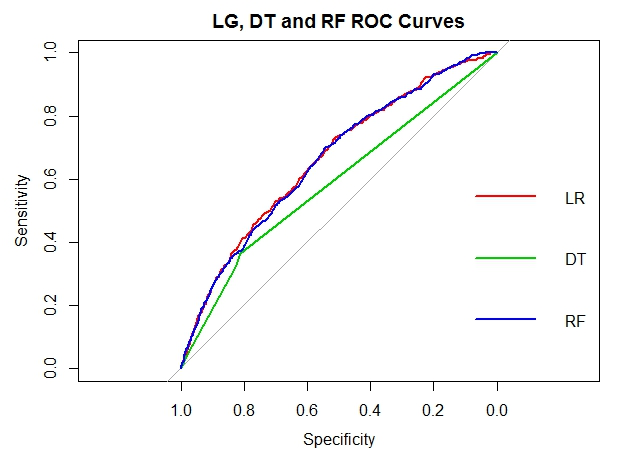 LG, DT and RF ROC Curves
Sensitivity
1.0
0.8
0.6
0.4
0.2
0.0
LR
DT
RF
1.0 0.8 0.6 0.4 0.2 0.0
Specificity